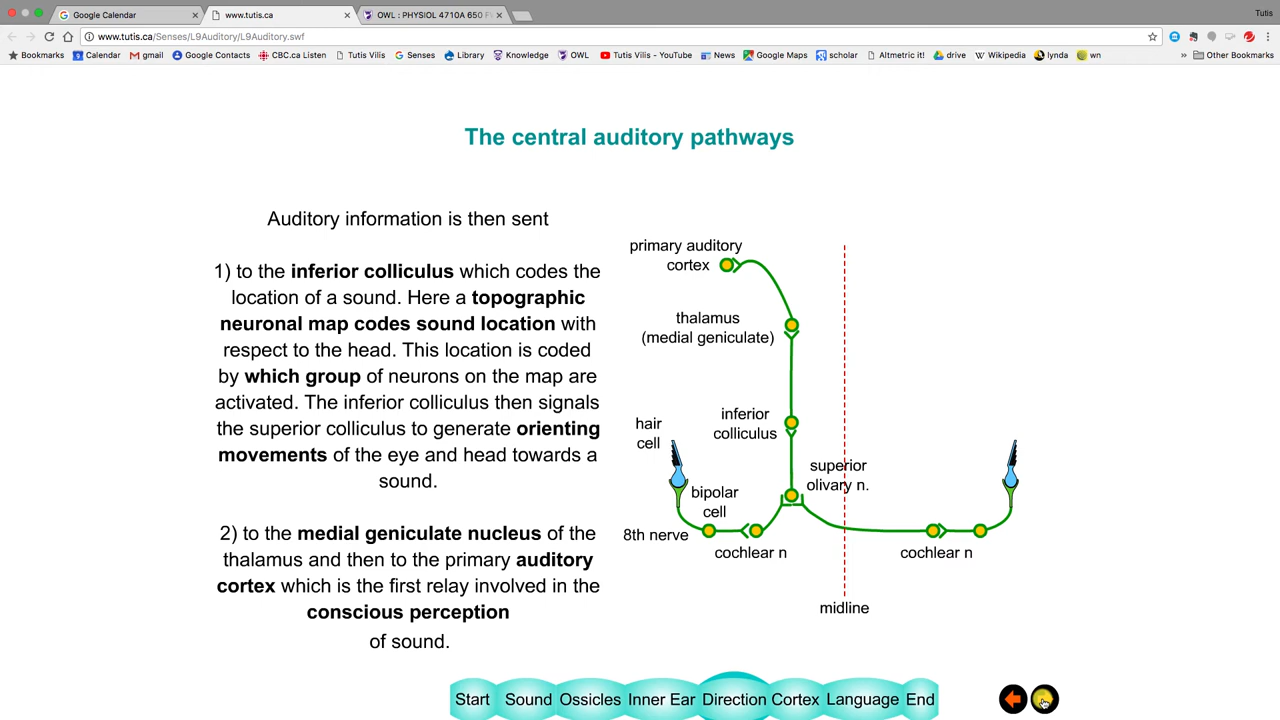 Google Calendar
www.tutis.ca
OWL : PHYSIOL 4710A 650 F
Tutis
www.tutis.ca/Senses/L9Auditory/L9Auditory.swf
Bookmarks Calendar gmail Google Contacts CBC.ca Listen Tutis Vilis Senses Library Knowledge OWL Tutis Vilis - YouTube News Google Maps scholar Altmetric it! drive Wikipedia lynda wn » Other Bookmarks
The central auditory pathways
Auditory information is then sent
1) to the inferior colliculus which codes the
location of a sound. Here a topographic
neuronal map codes sound location with
respect to the head. This location is coded
by which group of neurons on the map are
activated. The inferior colliculus then signals
the superior colliculus to generate orienting
movements of the eye and head towards a
sound.
2) to the medial geniculate nucleus of the
thalamus and then to the primary auditory
cortex which is the first relay involved in the
conscious perception
of sound.
primary auditory
cortex
thalamus
(medial geniculate)
inferior
colliculus
hair
cell
superior
olivary n.
bipolar
cell
8th nerve
cochlear n
cochlear n
midline
Start Sound Ossicles Inner Ear Direction Cortex Language End